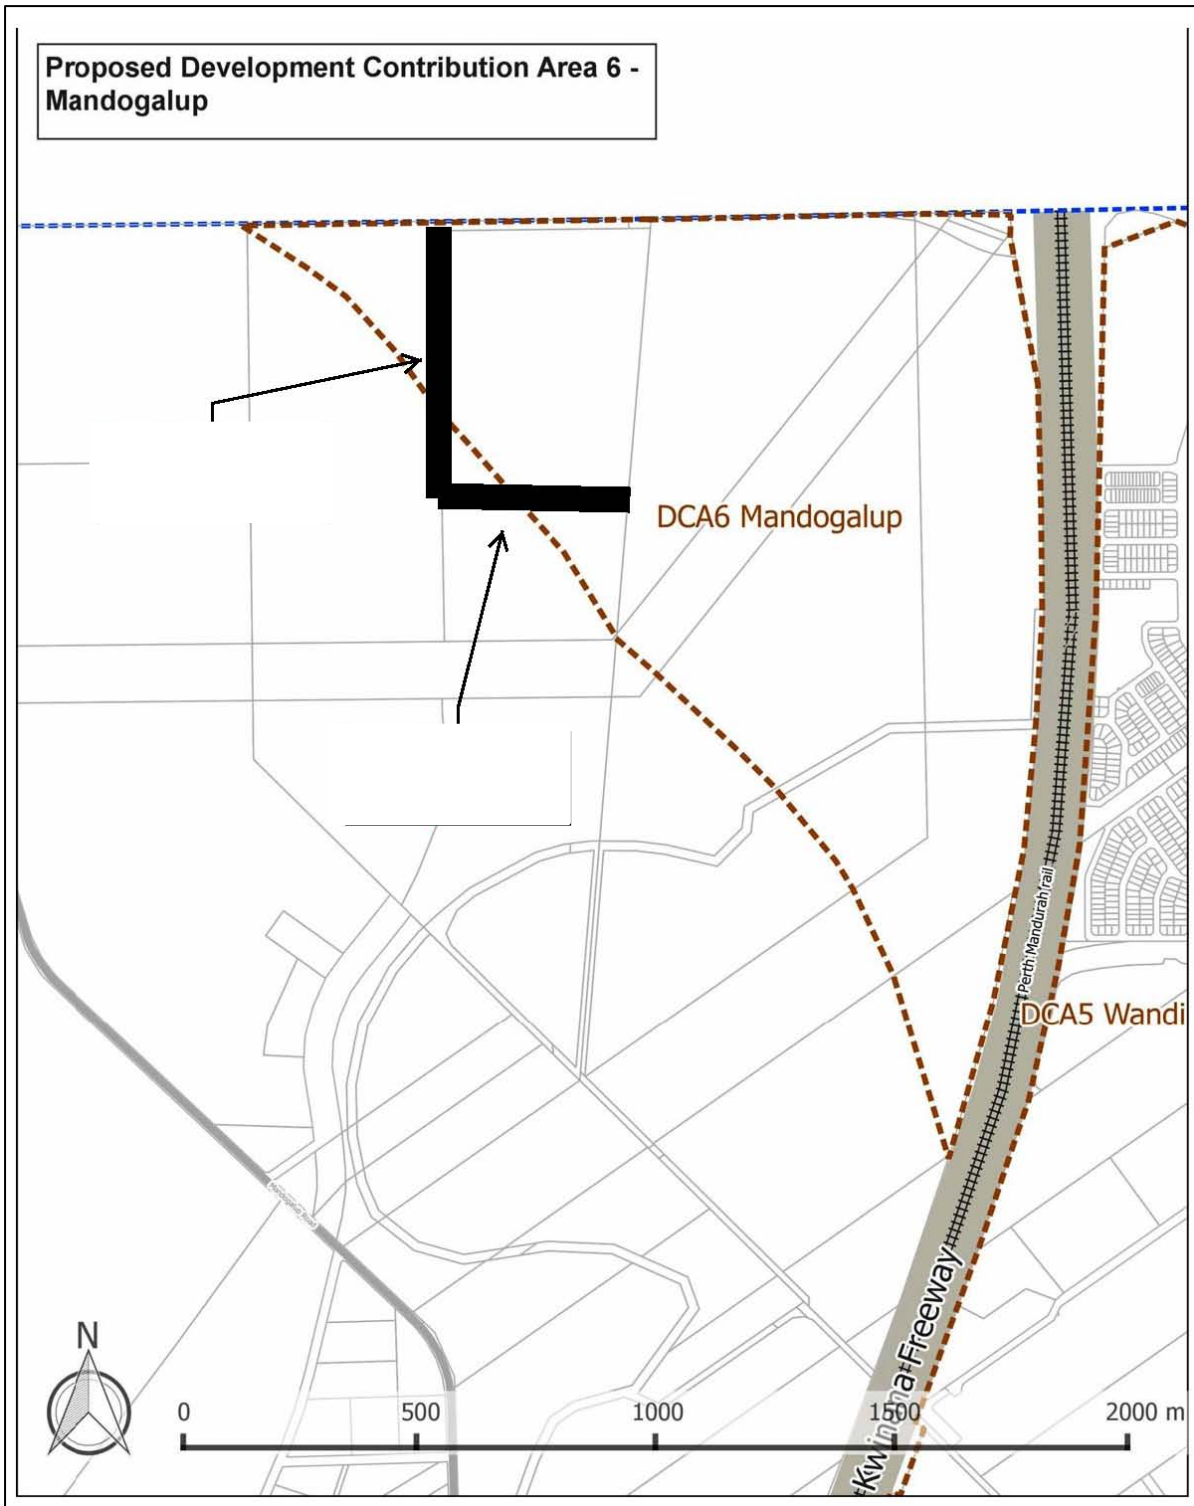 Proposed Development Contribution Area 6 -
Mandogalup
DCA6 Mandogalup
Perth Mandurah rail
DCA5 Wandi
Kwinana Freeway
N
0 500 1000 1500 2000 m